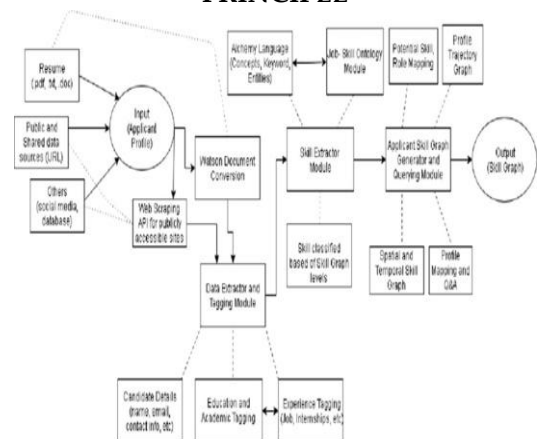 PRINCIPLE
Resume
(.pdf, .txt, .doc)
Public and
Shared data
sources (URL)
Others
(social media,
database)
Input
(Applicant
Profile)
Watson Document
Conversion
Web Scraping
API for publicly
accessible sites
Data Extractor and
Tagging Module
Candidate Details
(name, email,
contact info, etc)
Education and
Academic Tagging
Experience Tagging
(Job, Internships, etc)
Alchemy Language
(Concepts, Keyword,
Entities)
Job- Skill Ontology
Module
Skill Extractor
Module
Skill classified
based of Skill Graph
levels
Potential Skill,
Role Mapping
Profile
Trajectory
Graph
Applicant Skill Graph
Generator and
Querying Module
Spatial and
Temporal Skill
Graph
Profile
Mapping and
Q&A
Output
(Skill Graph)